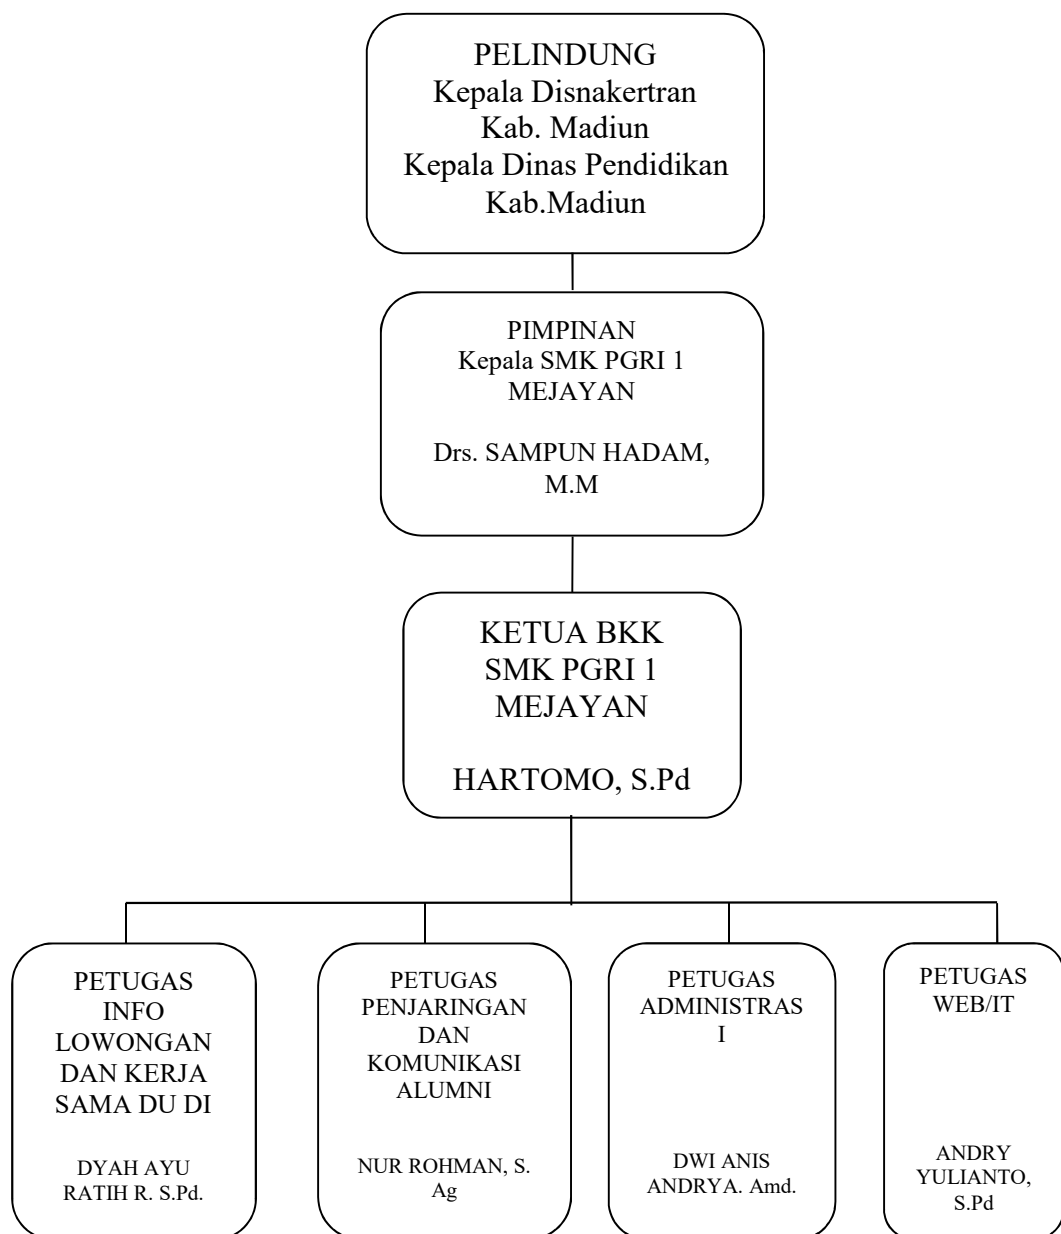 PELINDUNG
Kepala Disnakertran
Kab. Madiun
Kepala Dinas Pendidikan
Kab.Madiun
PIMPINAN
Kepala SMK PGRI 1
MEJAYAN
Drs. SAMPUN HADAM,
M.M
KETUA BKK
SMK PGRI 1
MEJAYAN
HARTOMO, S.Pd
PETUGAS
INFO
LOWONGAN
DAN KERJA
SAMA DU DI
DYAH AYU
RATIH R. S.Pd.
PETUGAS
PENJARINGAN
DAN
KOMUNIKASI
ALUMNI
NUR ROHMAN, S.
Ag
PETUGAS
ADMINISTRAS
I
DWI ANIS
ANDRYA. Amd.
PETUGAS
WEB/IT
ANDRY
YULIANTO,
S.Pd